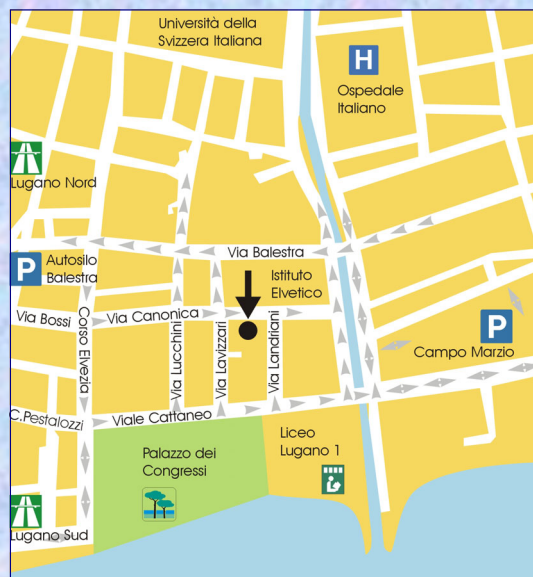 Università della
Svizzera Italiana
H
Ospedale
Italiano
Lugano Nord
Via Balestra
P
Autosilo
Balestra
Istituto
Elvetico
Via Bossi
Via Canonica
Corso Elvezia
Via Lucchini
Via Lavizzari
Via Landriani
P
Campo Marzio
C.Pestalozzi
Viale Cattaneo
Palazzo dei
Congressi
Liceo
Lugano 1
Lugano Sud